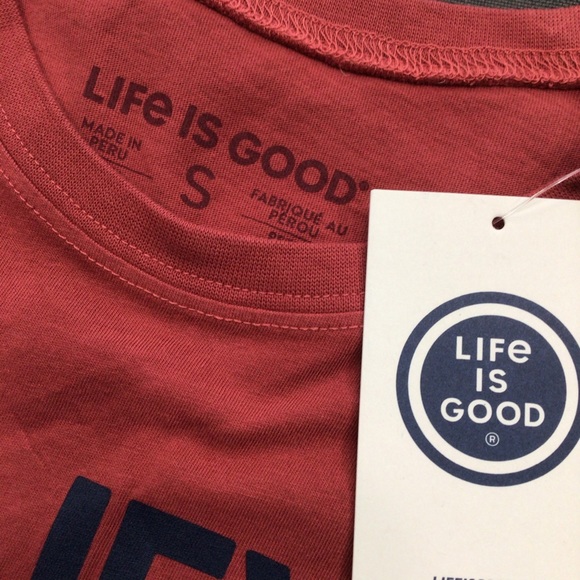 LIFe IS GOOD®
MADE IN
PERU
S
FABRIQUÉ AU
PÉROU
LIFe
IS
GOOD
®